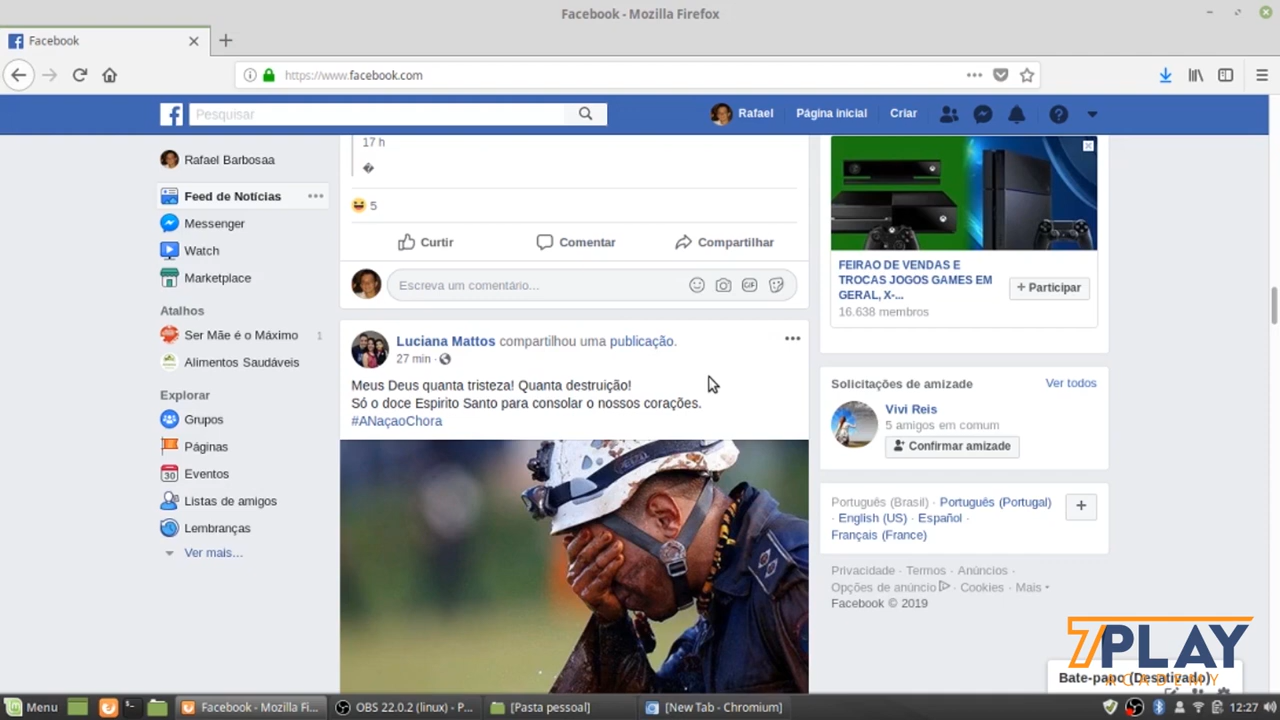 Facebook - Mozilla Firefox
Facebook
https://www.facebook.com
Pesquisar
Rafael
Página inicial
Criar
Rafael Barbosaa
Feed de Notícias
Messenger
Watch
Marketplace
Atalhos
Ser Mãe é o Máximo 1
Alimentos Saudáveis
Explorar
Grupos
Páginas
30 Eventos
Listas de amigos
Lembranças
Ver mais...
17 h
5
Curtir
Comentar
Compartilhar
Escreva um comentário...
GIF
Luciana Mattos compartilhou uma publicação.
27 min ·
Meus Deus quanta tristeza! Quanta destruição!
Só o doce Espirito Santo para consolar o nossos corações.
#ANaçaoChora
FEIRAO DE VENDAS E
TROCAS JOGOS GAMES EM
GERAL, X-...
16.638 membros
+ Participar
Solicitações de amizade
Ver todos
Vivi Reis
5 amigos em comum
Confirmar amizade
Português (Brasil) · Português (Portugal)
· English (US) · Español ·
Français (France)
+
Privacidade · Termos · Anúncios ·
Opções de anúncio · Cookies · Mais
Facebook © 2019
7PLAY
ACADEMY
Bate-papo (Desativado)
Menu
Facebook - Mozilla Fi...
OBS 22.0.2 (linux) - P...
[Pasta pessoal]
[New Tab - Chromium]
12:27